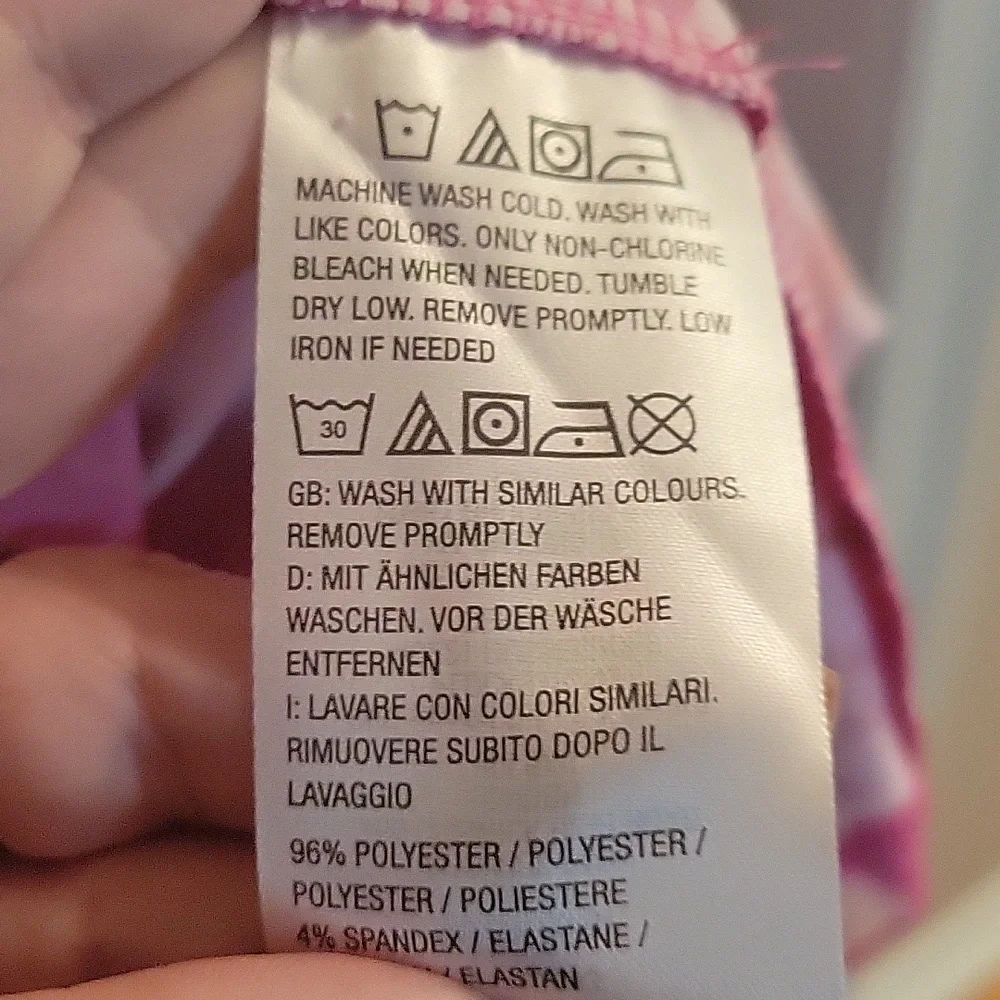 MACHINE WASH COLD. WASH WITH
LIKE COLORS. ONLY NON-CHLORINE
BLEACH WHEN NEEDED. TUMBLE
DRY LOW. REMOVE PROMPTLY. LOW
IRON IF NEEDED
30
GB: WASH WITH SIMILAR COLOURS.
REMOVE PROMPTLY
D: MIT ÄHNLICHEN FARBEN
WASCHEN. VOR DER WÄSCHE
ENTFERNEN
I: LAVARE CON COLORI SIMILARI.
RIMUOVERE SUBITO DOPO IL
LAVAGGIO
96% POLYESTER / POLYESTER /
POLYESTER / POLIESTERE
4% SPANDEX / ELASTANE /
/ ELASTAN